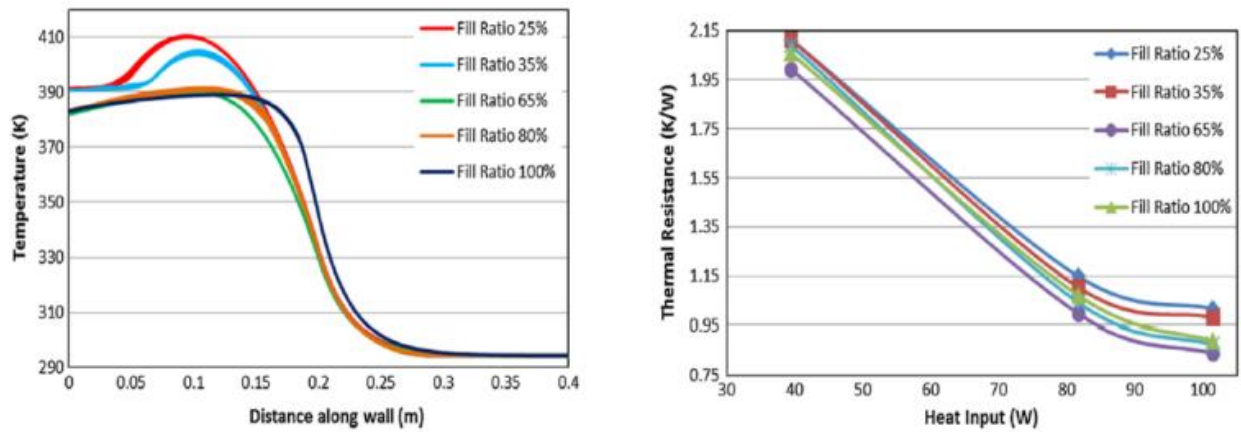 Temperature (K)
410
390
370
350
330
310
290
0
0.05
0.1
0.15
0.2
0.25
0.3
0.35
0.4
Distance along wall (m)
Fill Ratio 25%
Fill Ratio 35%
Fill Ratio 65%
Fill Ratio 80%
Fill Ratio 100%
Thermal Resistance (K/W)
2.15
1.95
1.75
1.55
1.35
1.15
0.95
0.75
30
40
50
60
70
80
90
100
Heat Input (W)
Fill Ratio 25%
Fill Ratio 35%
Fill Ratio 65%
Fill Ratio 80%
Fill Ratio 100%